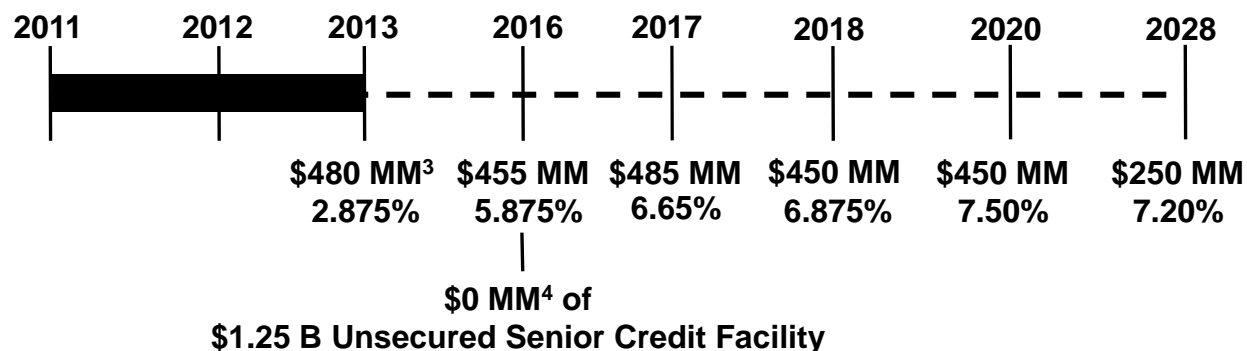 2011 2012 2013 2016 2017 2018 2020 2028
$480 MM³ $455 MM $485 MM $450 MM $450 MM $250 MM
2.875% 5.875% 6.65% 6.875% 7.50% 7.20%
$0 MM⁴ of
$1.25 B Unsecured Senior Credit Facility